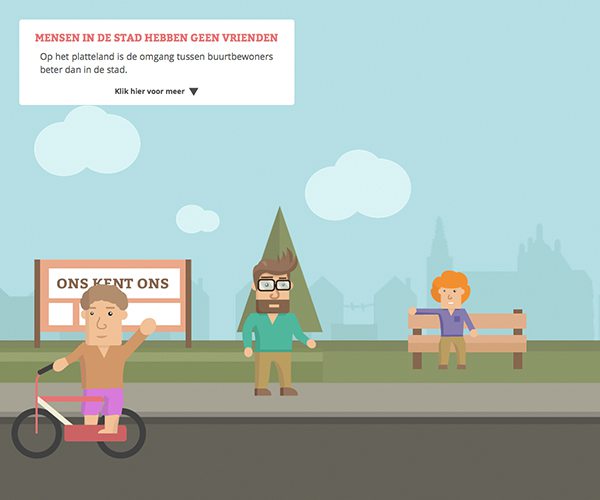 MENSEN IN DE STAD HEBBEN GEEN VRIENDEN
Op het platteland is de omgang tussen buurtbewoners
beter dan in de stad.
Klik hier voor meer
ONS KENT ONS